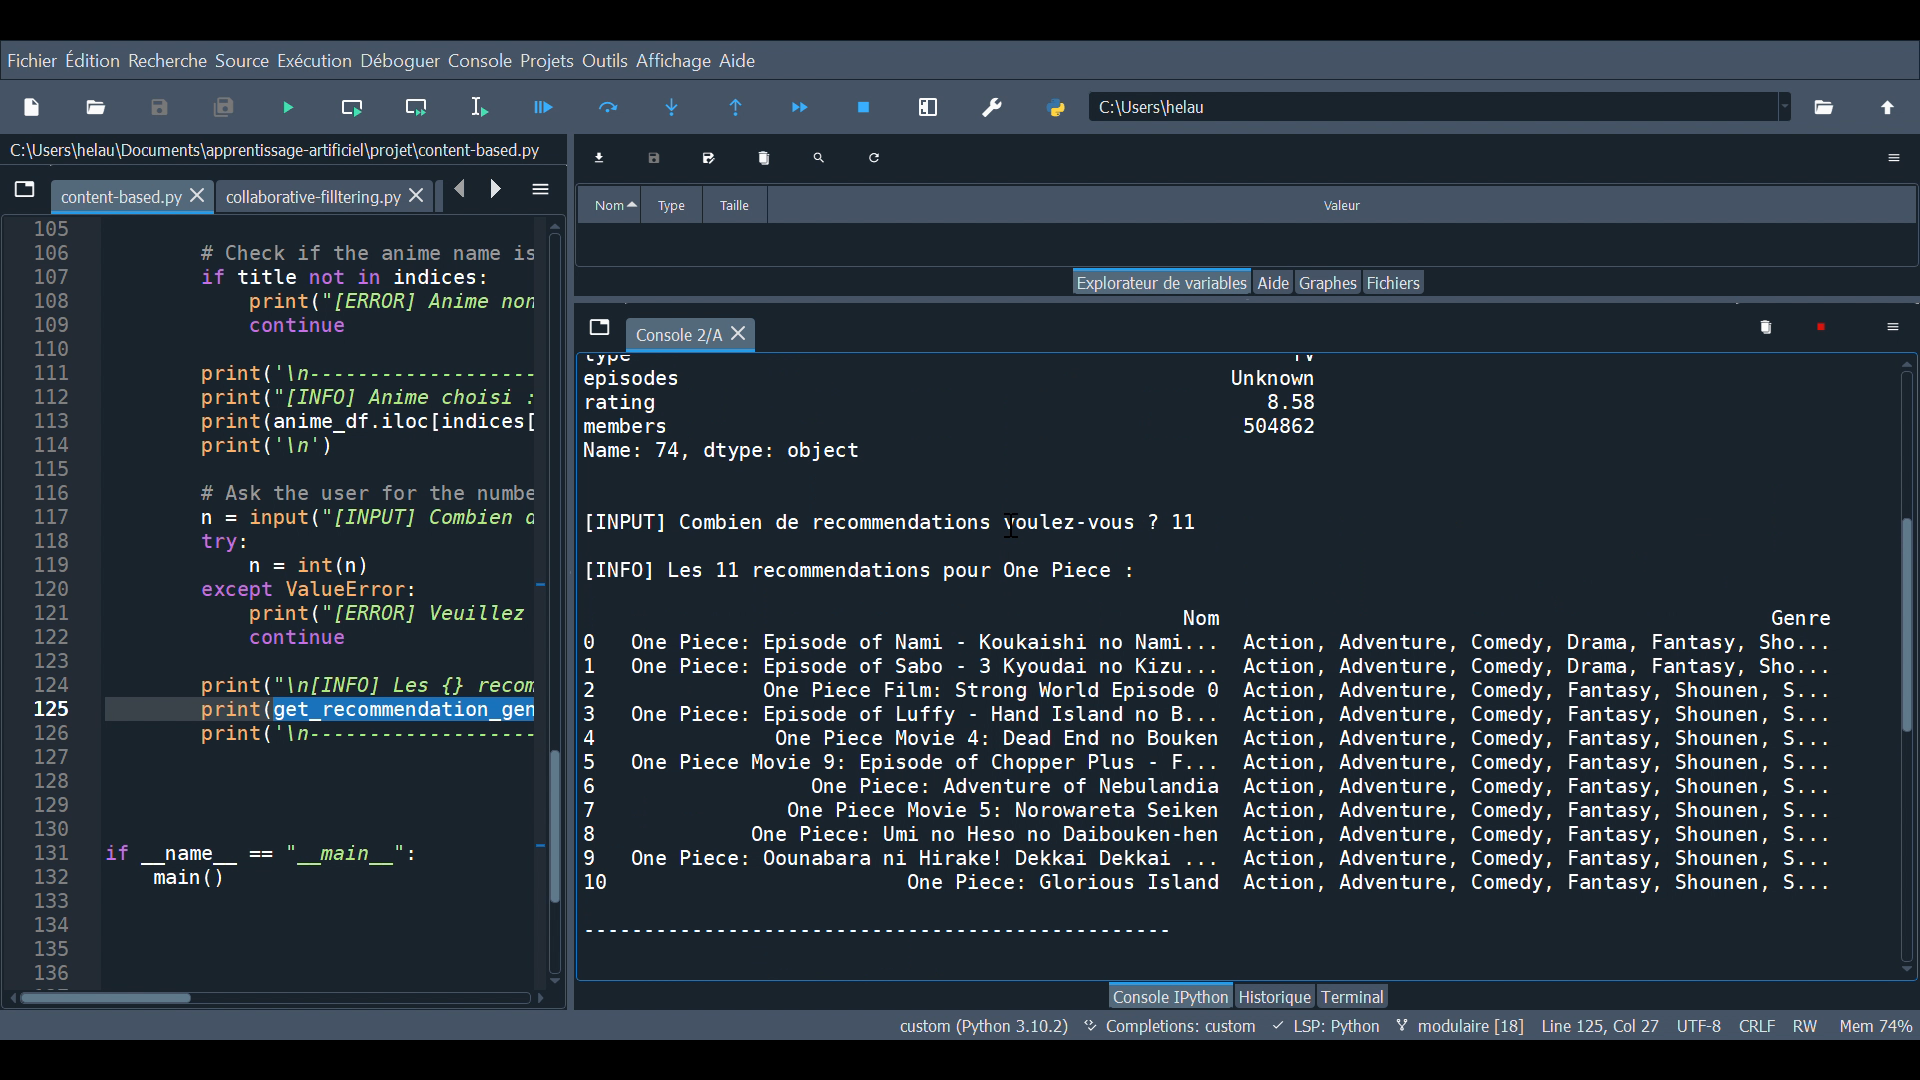 Fichier Édition Recherche Source Exécution Déboguer Console Projets Outils Affichage Aide
C:\Users\helau
C:\Users\helau\Documents\apprentissage-artificiel\projet\content-based.py
content-based.py
collaborative-filltering.py
105
106 # Check if the anime name is
107 if title not in indices:
108 print("[ERROR] Anime non
109 continue
110
111 print('\n-------------------
112 print("[INFO] Anime choisi :
113 print(anime_df.iloc[indices[
114 print('\n')
115
116 # Ask the user for the numbe
117 n = input("[INPUT] Combien d
118 try:
119 n = int(n)
120 except ValueError:
121 print("[ERROR] Veuillez
122 continue
123
124 print("\n[INFO] Les {} recom
125 print(get_recommendation_gen
126 print('\n-------------------
127
128
129
130
131 if __name__ == "__main__":
132 main()
133
134
135
136
Nom Type Taille Valeur
Explorateur de variables Aide Graphes Fichiers
Console 2/A
type TV
episodes Unknown
rating 8.58
members 504862
Name: 74, dtype: object
[INPUT] Combien de recommendations voulez-vous ? 11
[INFO] Les 11 recommendations pour One Piece :
Nom Genre
0 One Piece: Episode of Nami - Koukaishi no Nami... Action, Adventure, Comedy, Drama, Fantasy, Sho...
1 One Piece: Episode of Sabo - 3 Kyoudai no Kizu... Action, Adventure, Comedy, Drama, Fantasy, Sho...
2 One Piece Film: Strong World Episode 0 Action, Adventure, Comedy, Fantasy, Shounen, S...
3 One Piece: Episode of Luffy - Hand Island no B... Action, Adventure, Comedy, Fantasy, Shounen, S...
4 One Piece Movie 4: Dead End no Bouken Action, Adventure, Comedy, Fantasy, Shounen, S...
5 One Piece Movie 9: Episode of Chopper Plus - F... Action, Adventure, Comedy, Fantasy, Shounen, S...
6 One Piece: Adventure of Nebulandia Action, Adventure, Comedy, Fantasy, Shounen, S...
7 One Piece Movie 5: Norowareta Seiken Action, Adventure, Comedy, Fantasy, Shounen, S...
8 One Piece: Umi no Heso no Daibouken-hen Action, Adventure, Comedy, Fantasy, Shounen, S...
9 One Piece: Oounabara ni Hirake! Dekkai Dekkai ... Action, Adventure, Comedy, Fantasy, Shounen, S...
10 One Piece: Glorious Island Action, Adventure, Comedy, Fantasy, Shounen, S...
-------------------------------------------------
Console IPython Historique Terminal
custom (Python 3.10.2) Completions: custom LSP: Python modulaire [18] Line 125, Col 27 UTF-8 CRLF RW Mem 74%